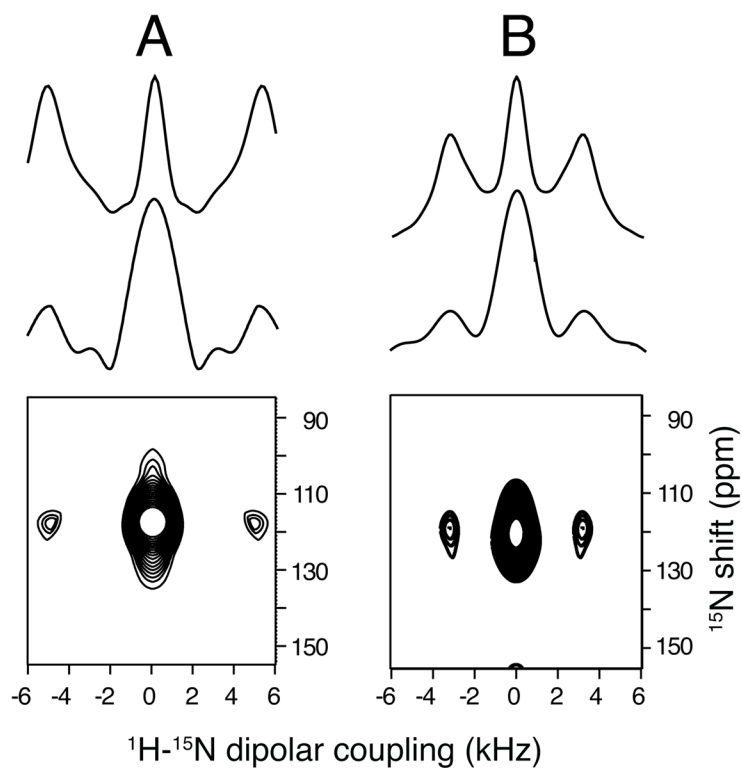 A B
90 90
110 110
130 130
150 150
¹⁵N shift (ppm)
-6 -4 -2 0 2 4 6 -6 -4 -2 0 2 4 6
¹H-¹⁵N dipolar coupling (kHz)